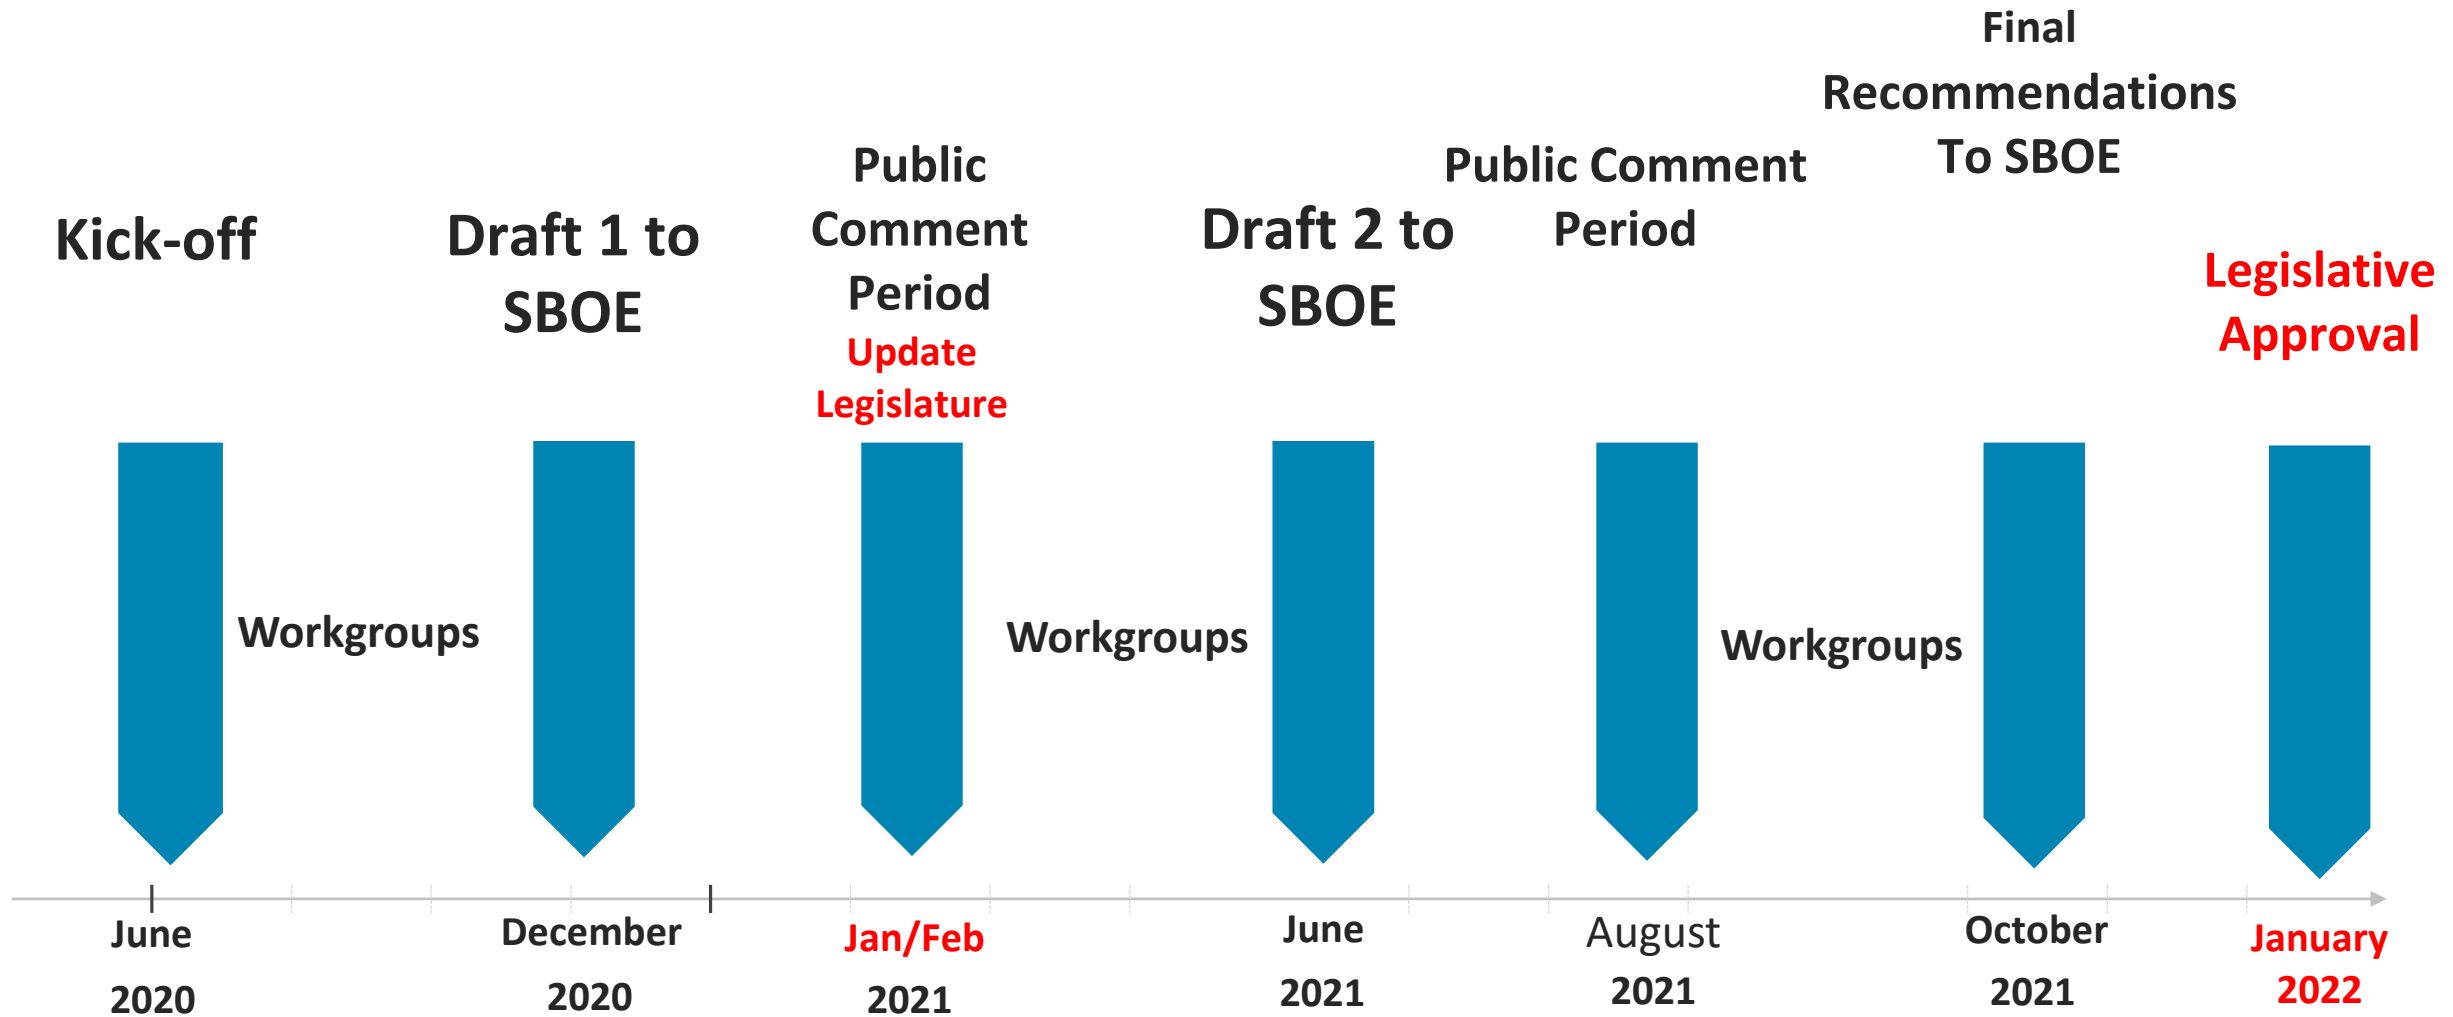 Kick-off
Draft 1 to
SBOE
Public
Comment
Period
Update
Legislature
Draft 2 to
SBOE
Public Comment
Period
Final
Recommendations
To SBOE
Legislative
Approval
Workgroups
Workgroups
Workgroups
June
2020
December
2020
Jan/Feb
2021
June
2021
August
2021
October
2021
January
2022